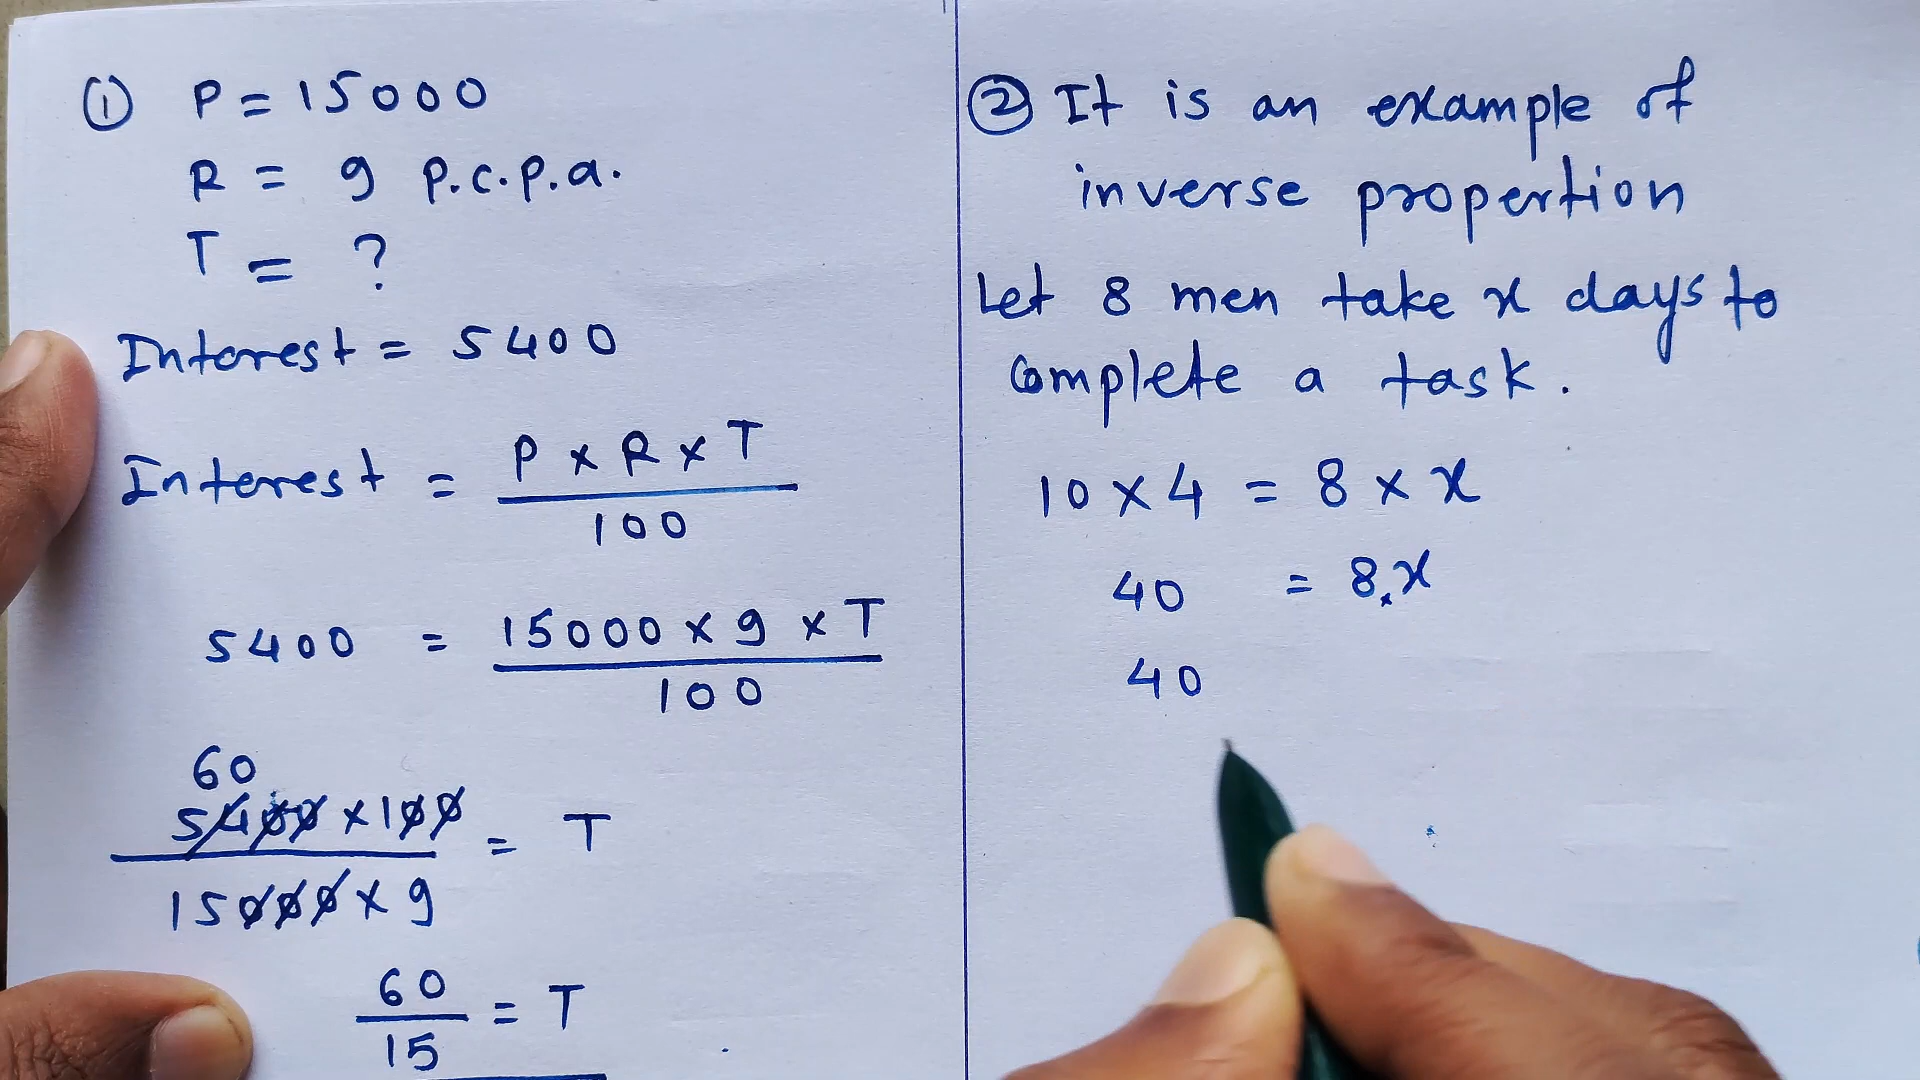 ① P = 15000
R = 9 p.c.p.a.
T = ?
Interest = 5400
Interest = P × R × T
100
5400 = 15000 × 9 × T
100
60
5400 × 100 = T
15000 × 9
60 = T
15
② It is an example of
inverse propertion
Let 8 men take x days to
complete a task.
10 × 4 = 8 × x
40 = 8.x
40